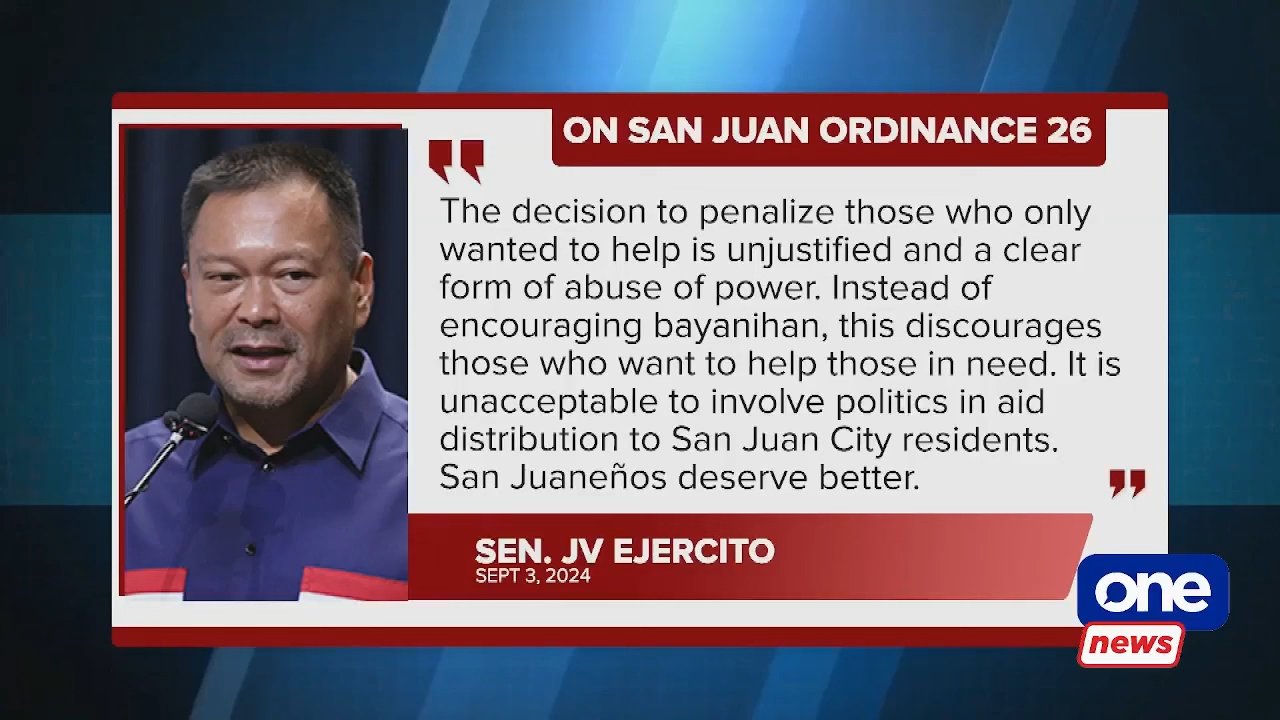 ON SAN JUAN ORDINANCE 26
"
The decision to penalize those who only
wanted to help is unjustified and a clear
form of abuse of power. Instead of
encouraging bayanihan, this discourages
those who want to help those in need. It is
unacceptable to involve politics in aid
distribution to San Juan City residents.
San Juaneños deserve better.
"
SEN. JV EJERCITO
SEPT 3, 2024
one
news